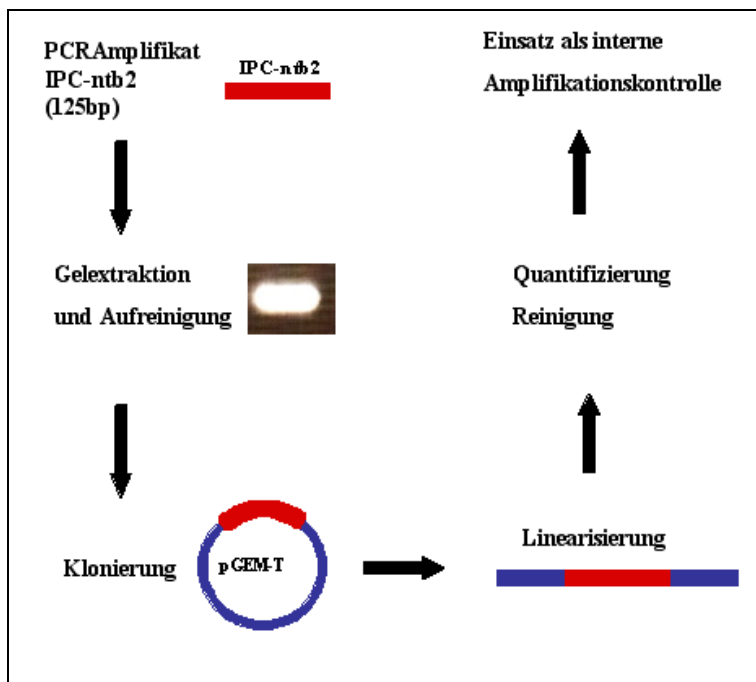 PCRAmplifikat
IPC-ntb2
(125bp)
IPC-ntb2
Gelextraktion
und Aufreinigung
Klonierung
pGEM-T
Linearisierung
Quantifizierung
Reinigung
Einsatz als interne
Amplifikationskontrolle